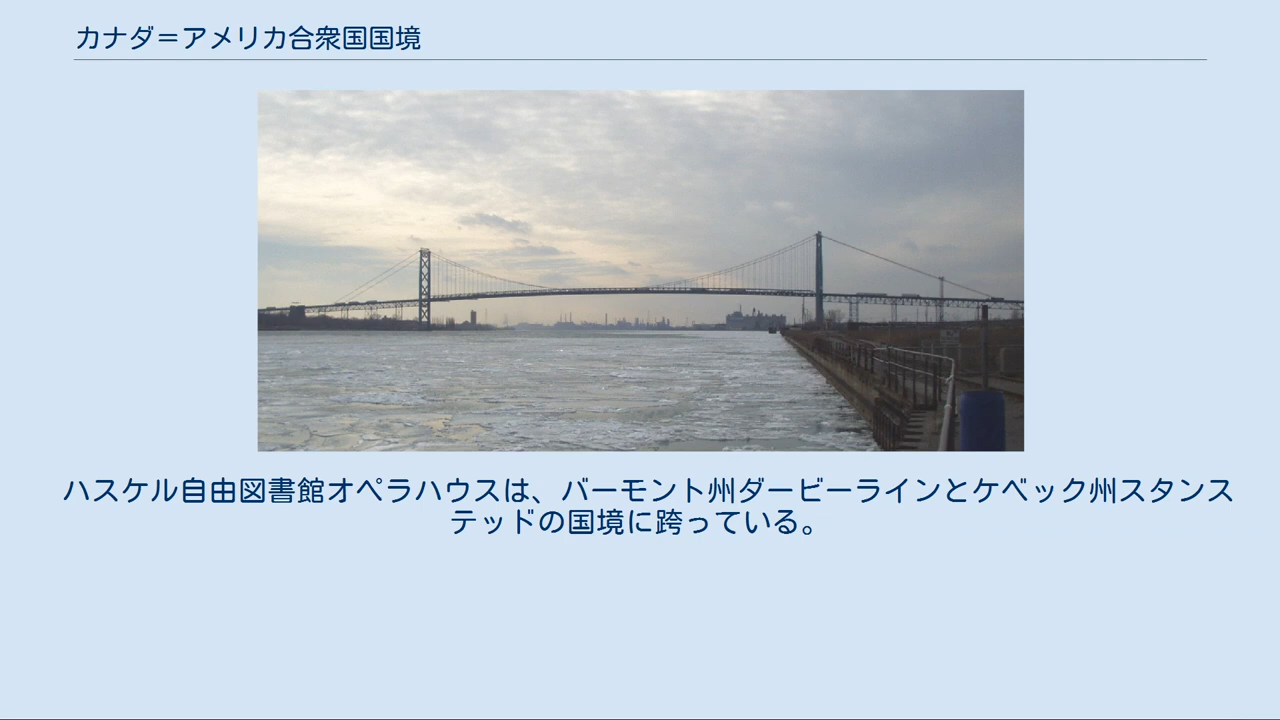 カナダ＝アメリカ合衆国国境
ハスケル自由図書館オペラハウスは、バーモント州ダービーラインとケベック州スタンス
テッドの国境に跨っている。